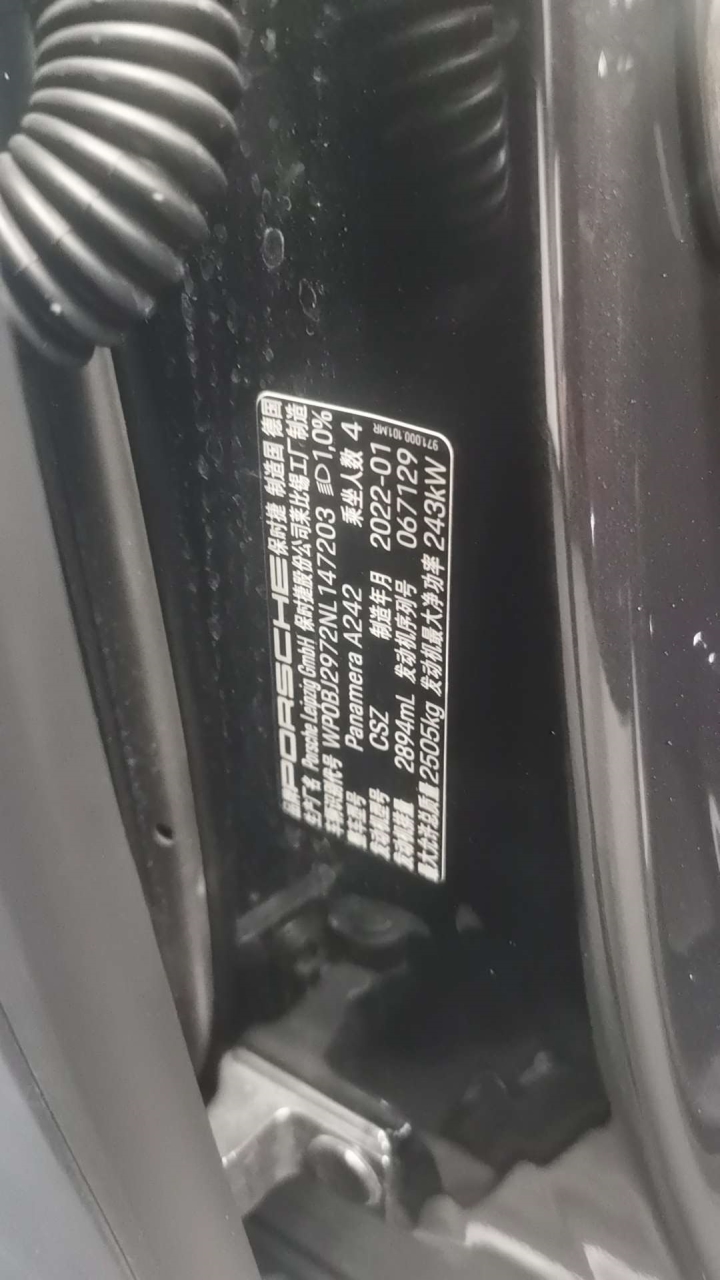 品牌 PORSCHE 保时捷 制造国 德国
生产厂名 Porsche Leipzig GmbH 保时捷股份公司莱比锡工厂制造
车辆识别代号 WP0BJ2972NL147203 1,0%
整车型号 Panamera A242 乘坐人数 4
发动机型号 CSZ 制造年月 2022-01
发动机排量 2894mL 发动机序列号 067129
最大允许总质量 2505kg 发动机最大净功率 243kW
971.000.101.MR